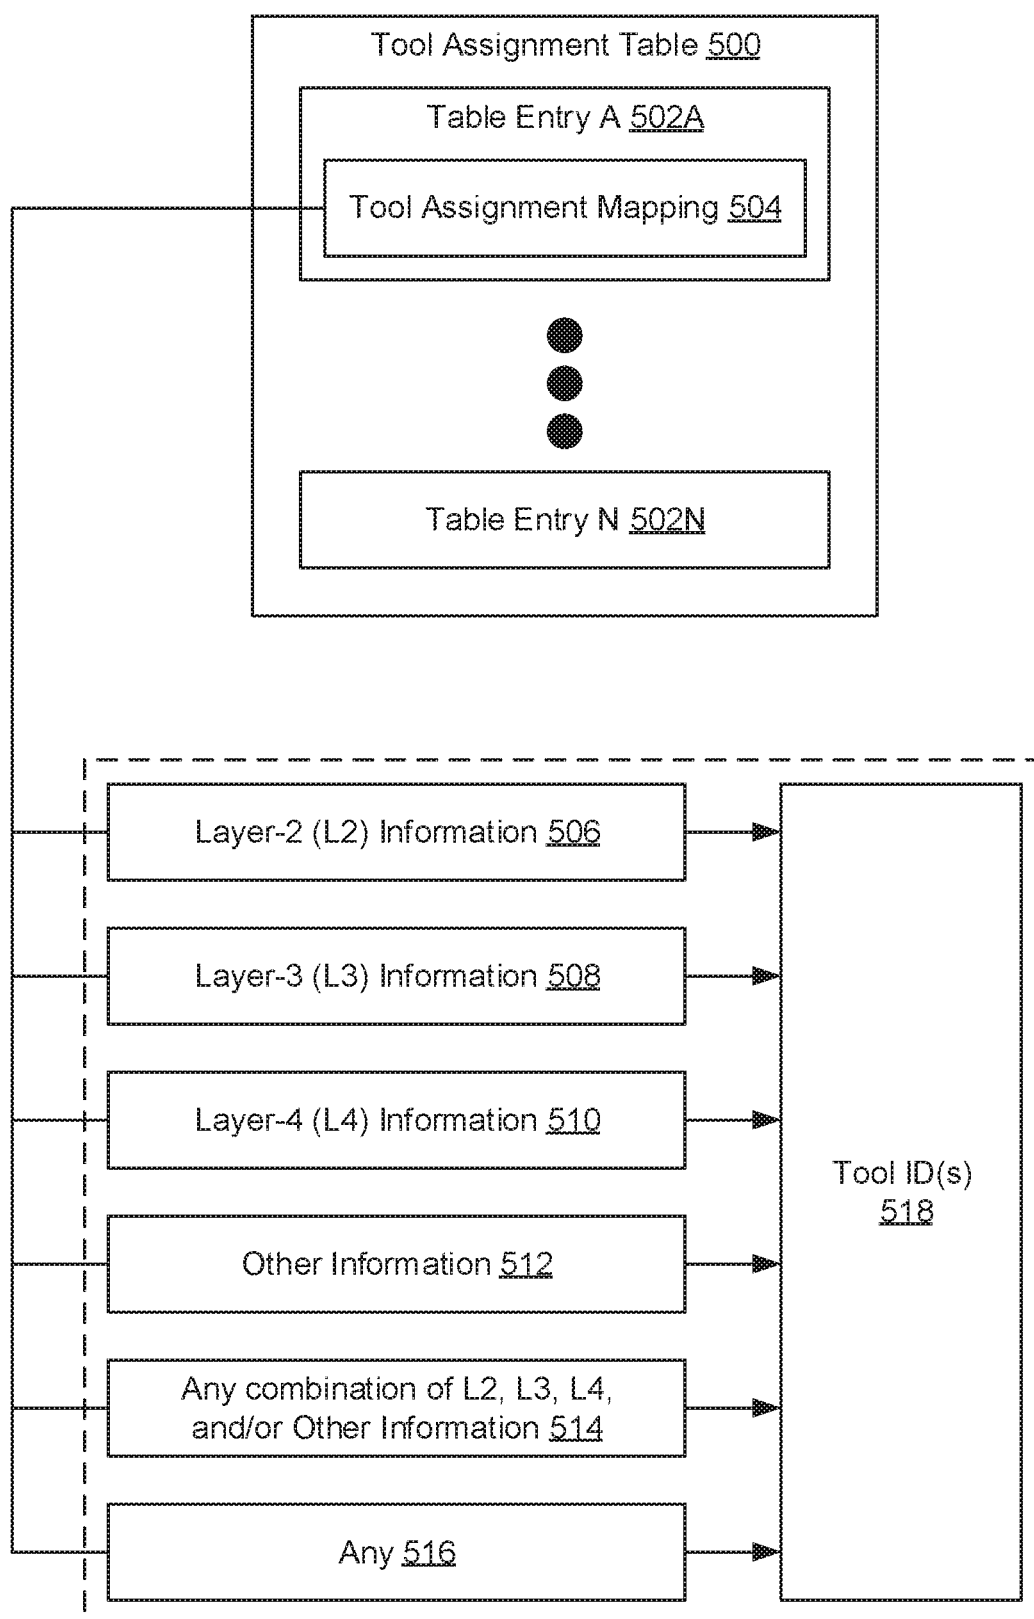 Tool Assignment Table 500
Table Entry A 502A
Tool Assignment Mapping 504
Table Entry N 502N
Layer-2 (L2) Information 506
Layer-3 (L3) Information 508
Layer-4 (L4) Information 510
Other Information 512
Any combination of L2, L3, L4,
and/or Other Information 514
Any 516
Tool ID(s)
518